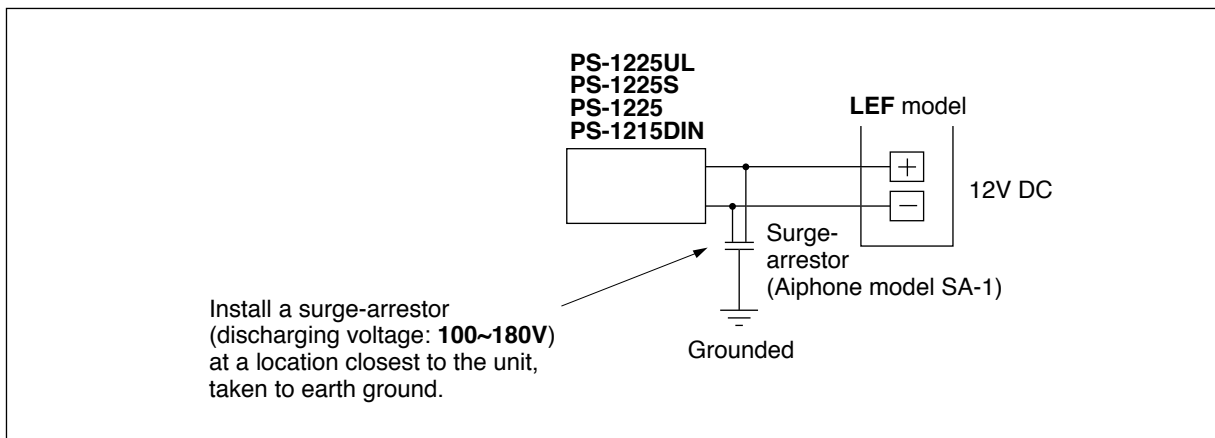 PS-1225UL
PS-1225S
PS-1225
PS-1215DIN
LEF model
+
12V DC
−
Surge-
arrestor
(Aiphone model SA-1)
Install a surge-arrestor
(discharging voltage: 100~180V)
at a location closest to the unit,
taken to earth ground.
Grounded